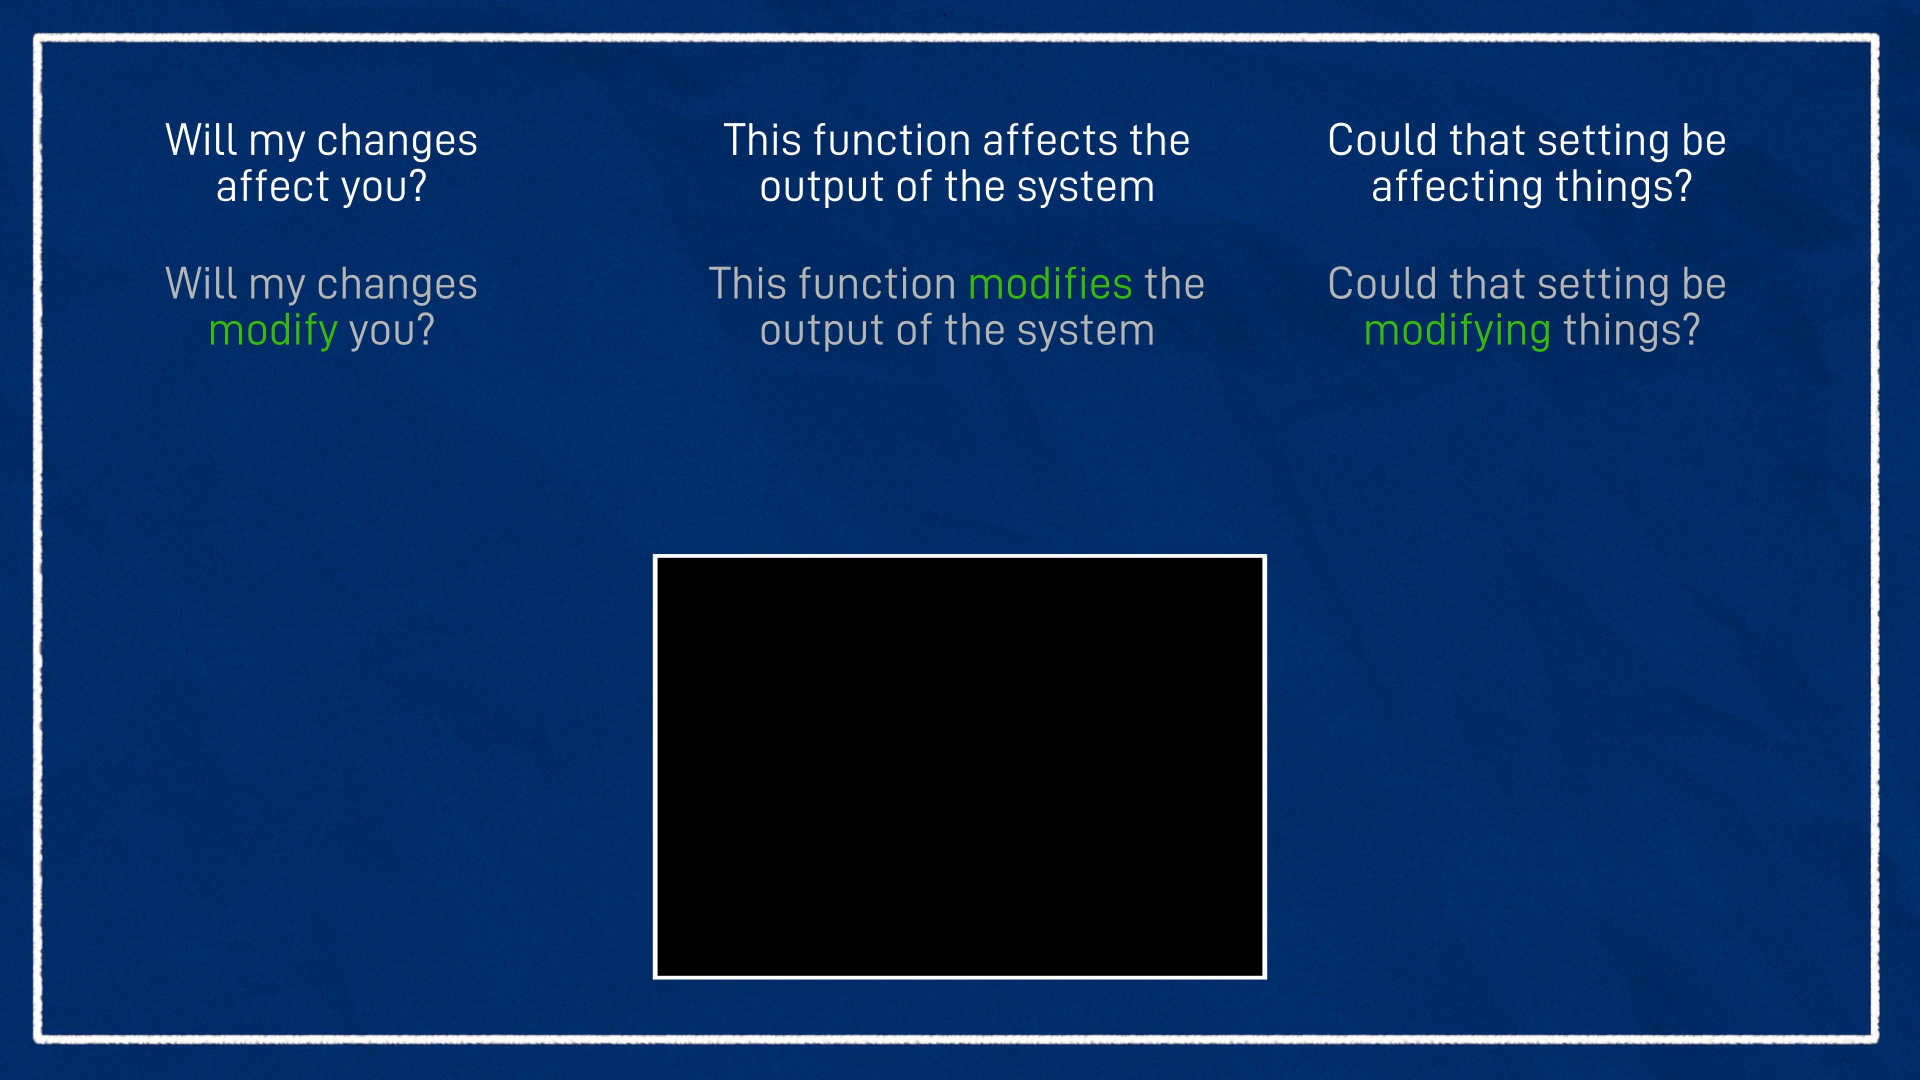 Will my changes
affect you?
Will my changes
modify you?
This function affects the
output of the system
This function modifies the
output of the system
Could that setting be
affecting things?
Could that setting be
modifying things?